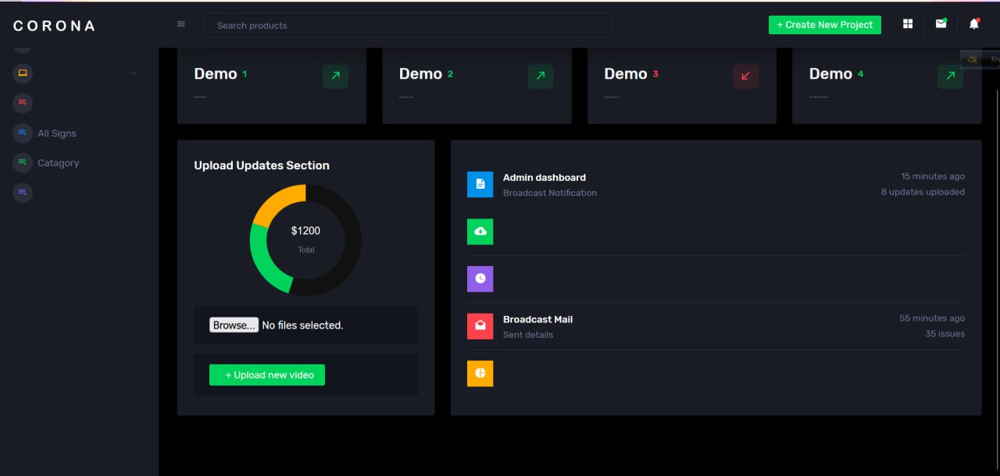 CORONA
Search products
+ Create New Project
Demo 1
.....
Demo 2
......
Demo 3
......
Demo 4
........
All Signs
Catagory
Upload Updates Section
$1200
Total
Browse... No files selected.
+ Upload new video
Admin dashboard
15 minutes ago
Broadcast Notification
8 updates uploaded
Broadcast Mail
55 minutes ago
Sent details
35 issues